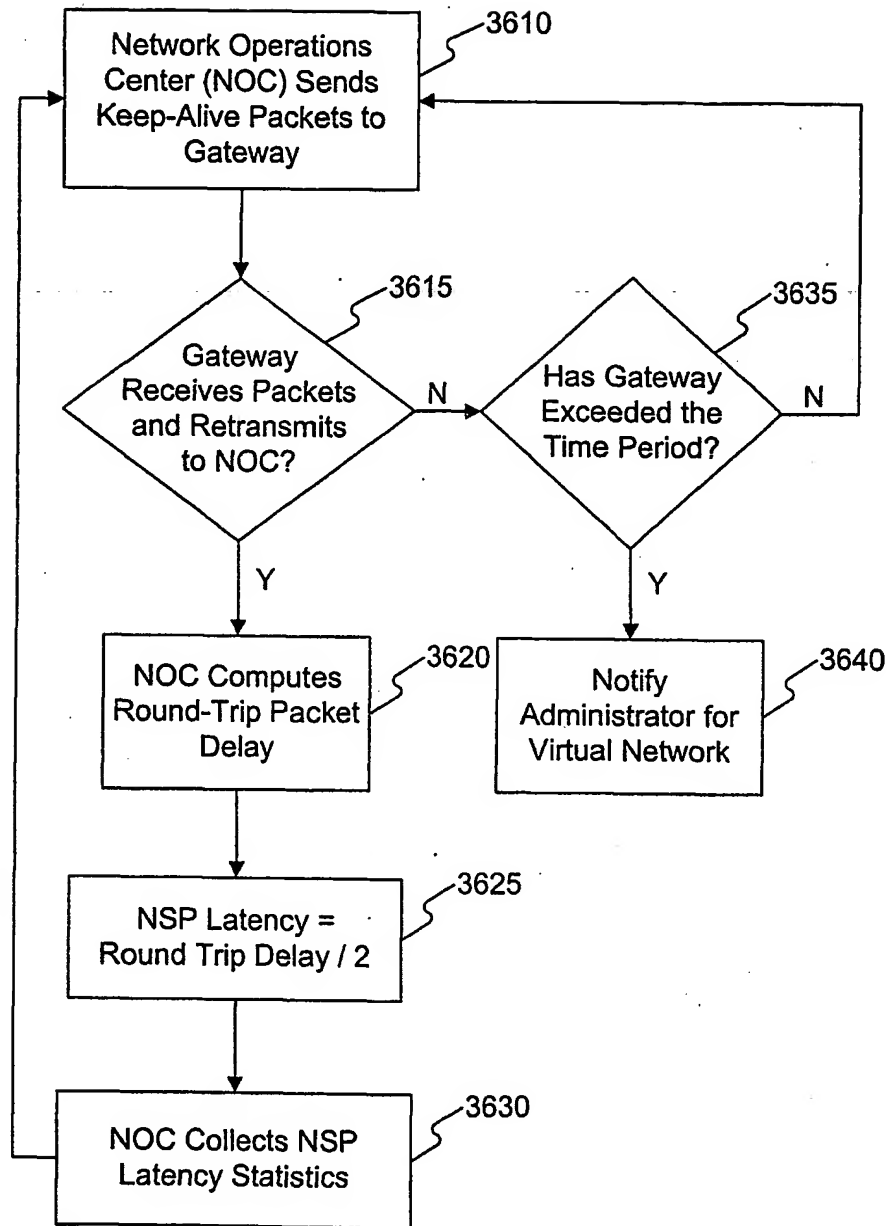 Network Operations
Center (NOC) Sends
Keep-Alive Packets to
Gateway
3610
Gateway
Receives Packets
and Retransmits
to NOC?
3615
N
Has Gateway
Exceeded the
Time Period?
3635
N
Y
Y
NOC Computes
Round-Trip Packet
Delay
3620
Notify
Administrator for
Virtual Network
3640
NSP Latency =
Round Trip Delay / 2
3625
NOC Collects NSP
Latency Statistics
3630